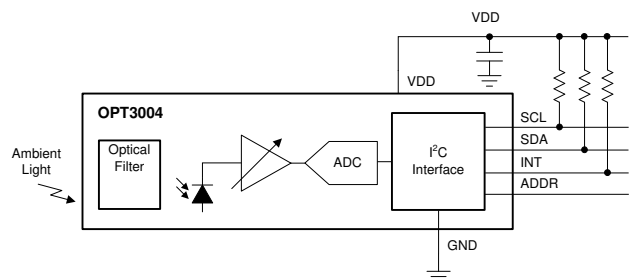 VDD
VDD
OPT3004
Optical
Filter
Ambient
Light
ADC
I²C
Interface
SCL
SDA
INT
ADDR
GND